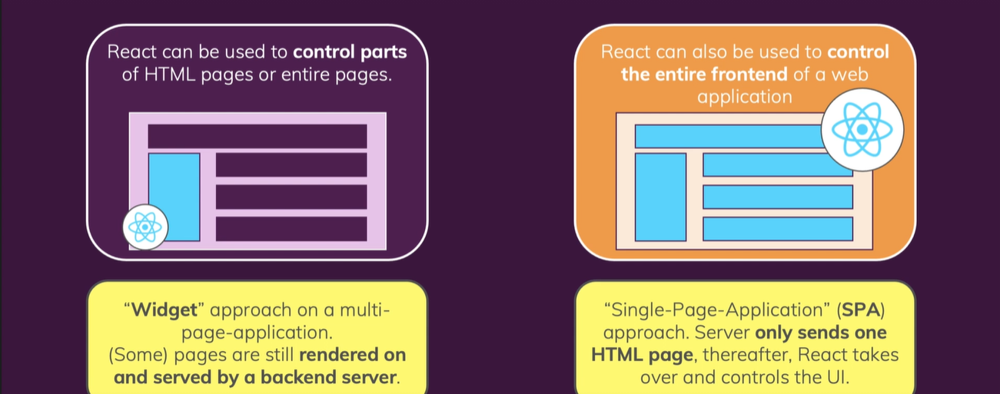 React can be used to control parts
of HTML pages or entire pages.
React can also be used to control
the entire frontend of a web
application
“Widget” approach on a multi-
page-application.
(Some) pages are still rendered on
and served by a backend server.
“Single-Page-Application” (SPA)
approach. Server only sends one
HTML page, thereafter, React takes
over and controls the UI.